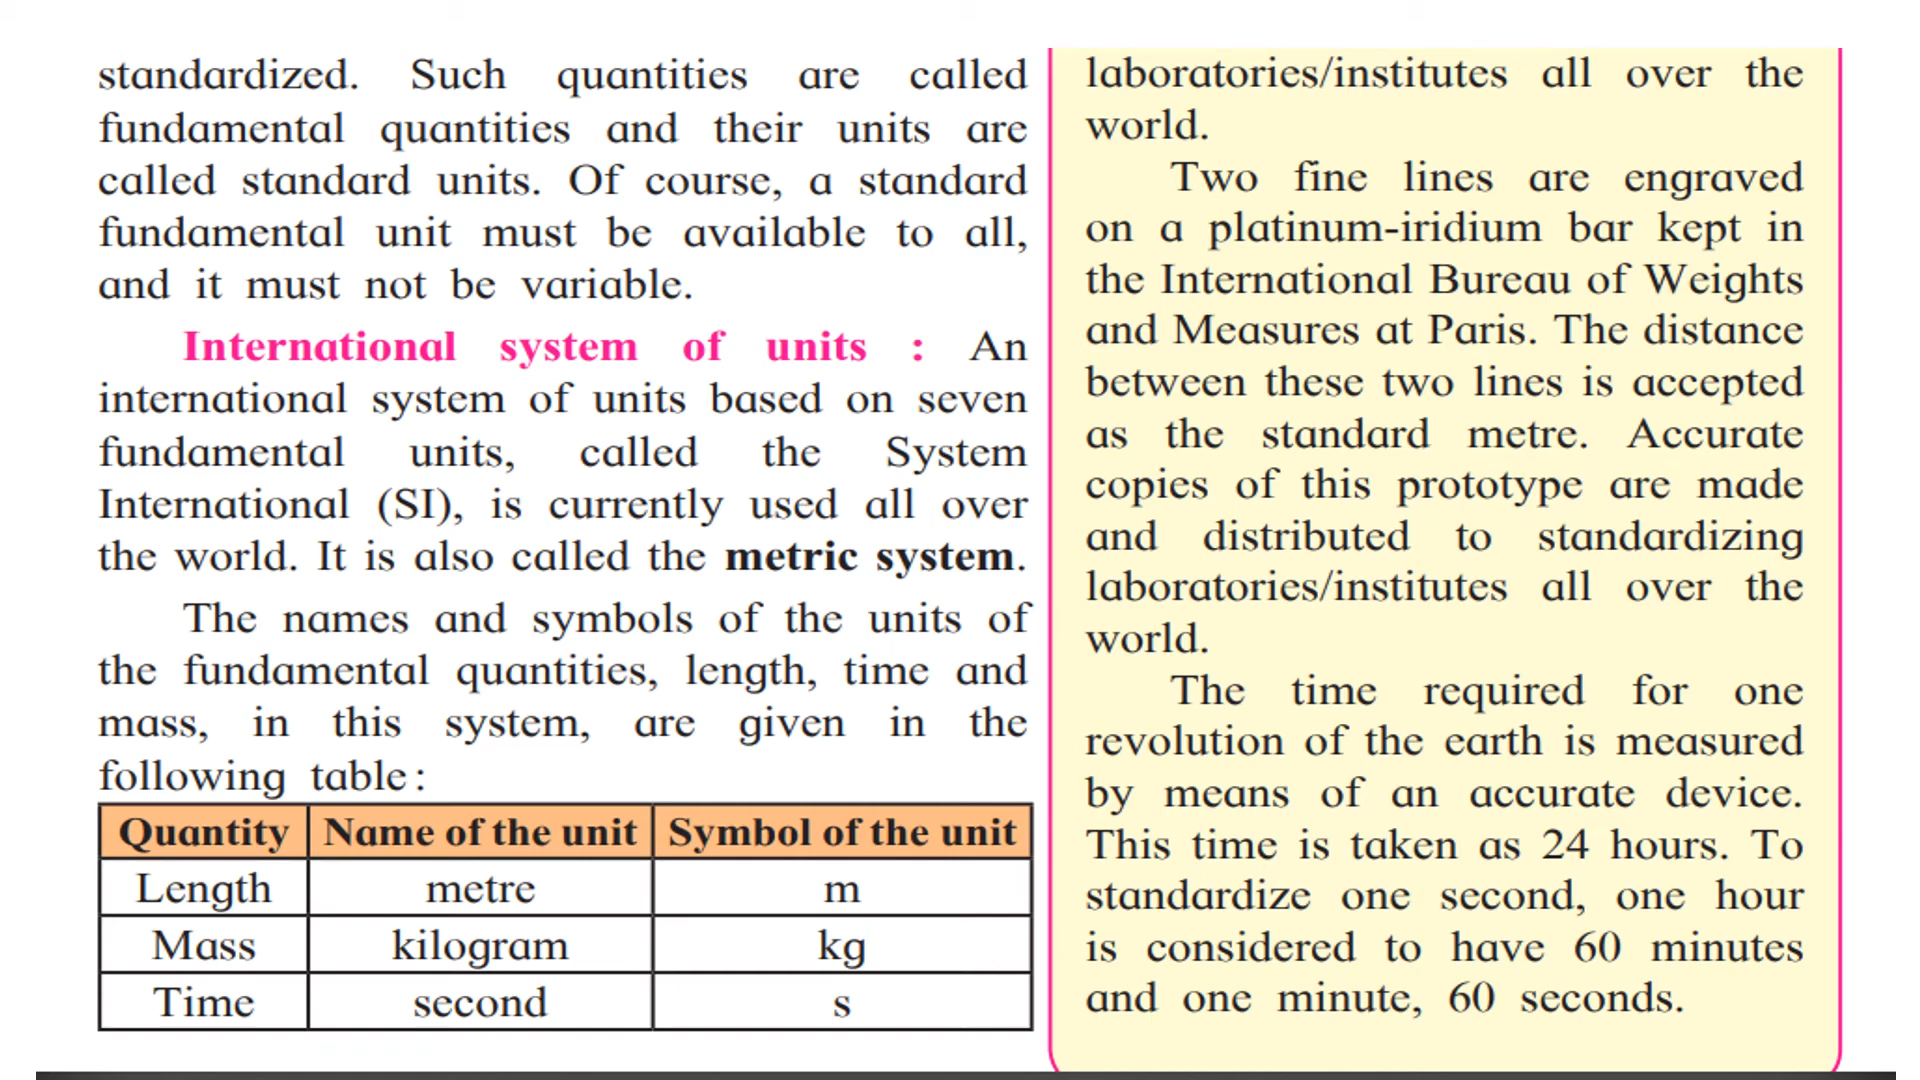 standardized. Such quantities are called
fundamental quantities and their units are
called standard units. Of course, a standard
fundamental unit must be available to all,
and it must not be variable.
International system of units : An
international system of units based on seven
fundamental units, called the System
International (SI), is currently used all over
the world. It is also called the metric system.
The names and symbols of the units of
the fundamental quantities, length, time and
mass, in this system, are given in the
following table :
Quantity Name of the unit Symbol of the unit
Length metre m
Mass kilogram kg
Time second s
laboratories/institutes all over the
world.
Two fine lines are engraved
on a platinum-iridium bar kept in
the International Bureau of Weights
and Measures at Paris. The distance
between these two lines is accepted
as the standard metre. Accurate
copies of this prototype are made
and distributed to standardizing
laboratories/institutes all over the
world.
The time required for one
revolution of the earth is measured
by means of an accurate device.
This time is taken as 24 hours. To
standardize one second, one hour
is considered to have 60 minutes
and one minute, 60 seconds.